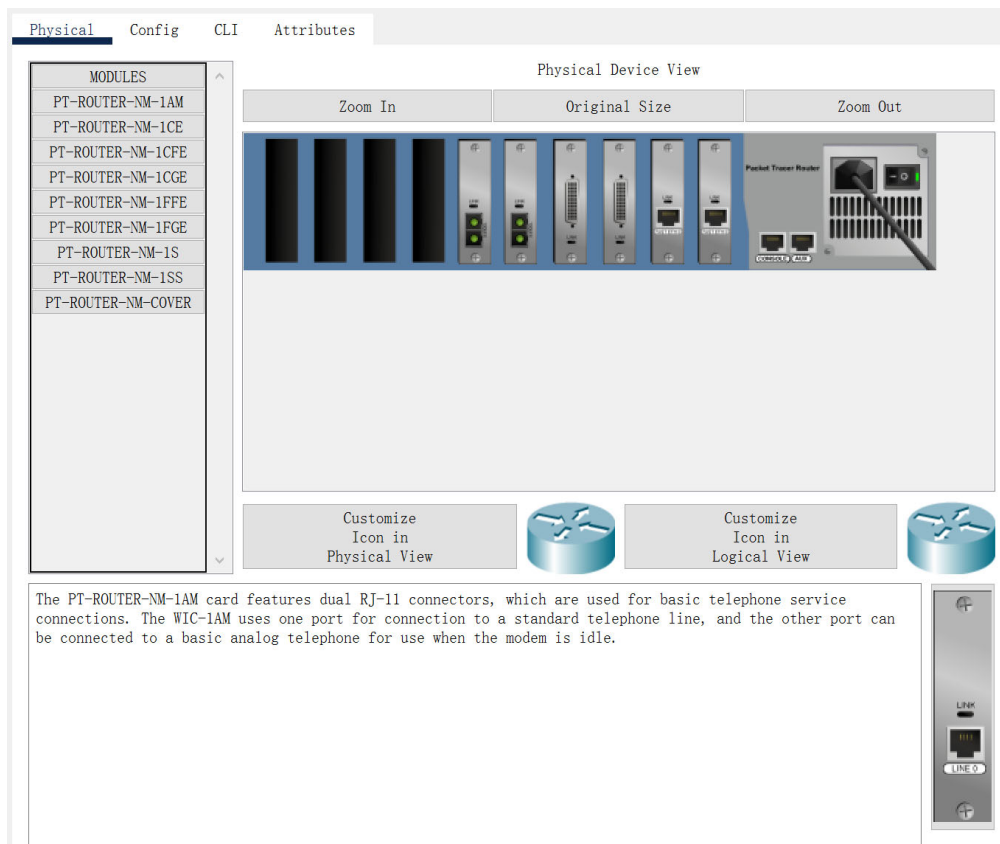 Physical
Config
CLI
Attributes
MODULES
PT-ROUTER-NM-1AM
PT-ROUTER-NM-1CE
PT-ROUTER-NM-1CFE
PT-ROUTER-NM-1CGE
PT-ROUTER-NM-1FFE
PT-ROUTER-NM-1FGE
PT-ROUTER-NM-1S
PT-ROUTER-NM-1SS
PT-ROUTER-NM-COVER
Physical Device View
Zoom In
Original Size
Zoom Out
Packet Tracer Router
LINK
LINK
LINK
LINK
LINK
LINK
CONSOLE
AUX
Customize
Icon in
Physical View
Customize
Icon in
Logical View
The PT-ROUTER-NM-1AM card features dual RJ-11 connectors, which are used for basic telephone service
connections. The WIC-1AM uses one port for connection to a standard telephone line, and the other port can
be connected to a basic analog telephone for use when the modem is idle.
LINK
LINE 0